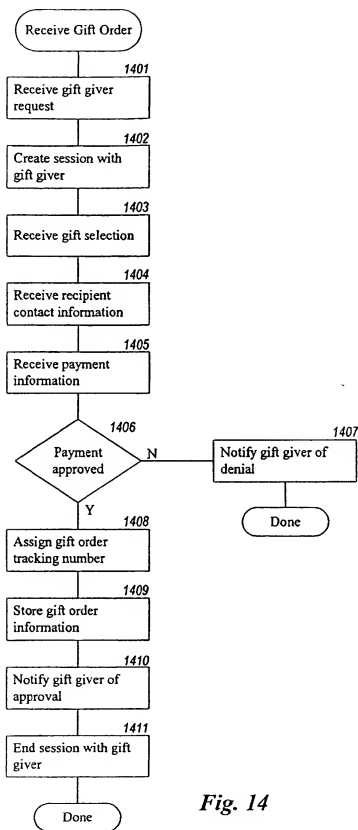 Receive Gift Order
1401
Receive gift giver
request
1402
Create session with
gift giver
1403
Receive gift selection
1404
Receive recipient
contact information
1405
Receive payment
information
1406
Payment
approved
N
1407
Notify gift giver of
denial
Done
Y
1408
Assign gift order
tracking number
1409
Store gift order
information
1410
Notify gift giver of
approval
1411
End session with gift
giver
Done
Fig. 14